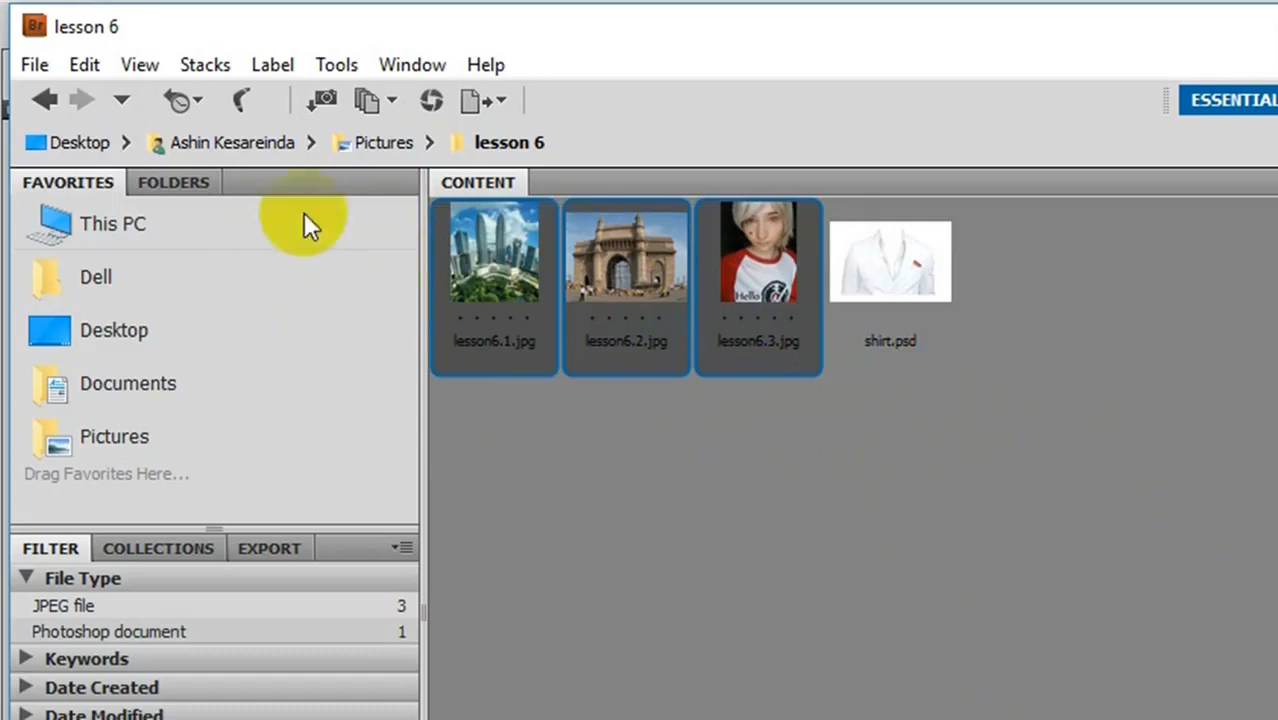 Br lesson 6
File Edit View Stacks Label Tools Window Help
ESSENTIAL
Desktop > Ashin Kesareinda > Pictures > lesson 6
FAVORITES FOLDERS
CONTENT
This PC
Dell
Desktop
Documents
Pictures
Drag Favorites Here...
Hello
lesson6.1.jpg lesson6.2.jpg lesson6.3.jpg shirt.psd
FILTER COLLECTIONS EXPORT
File Type
JPEG file 3
Photoshop document 1
Keywords
Date Created
Date Modified